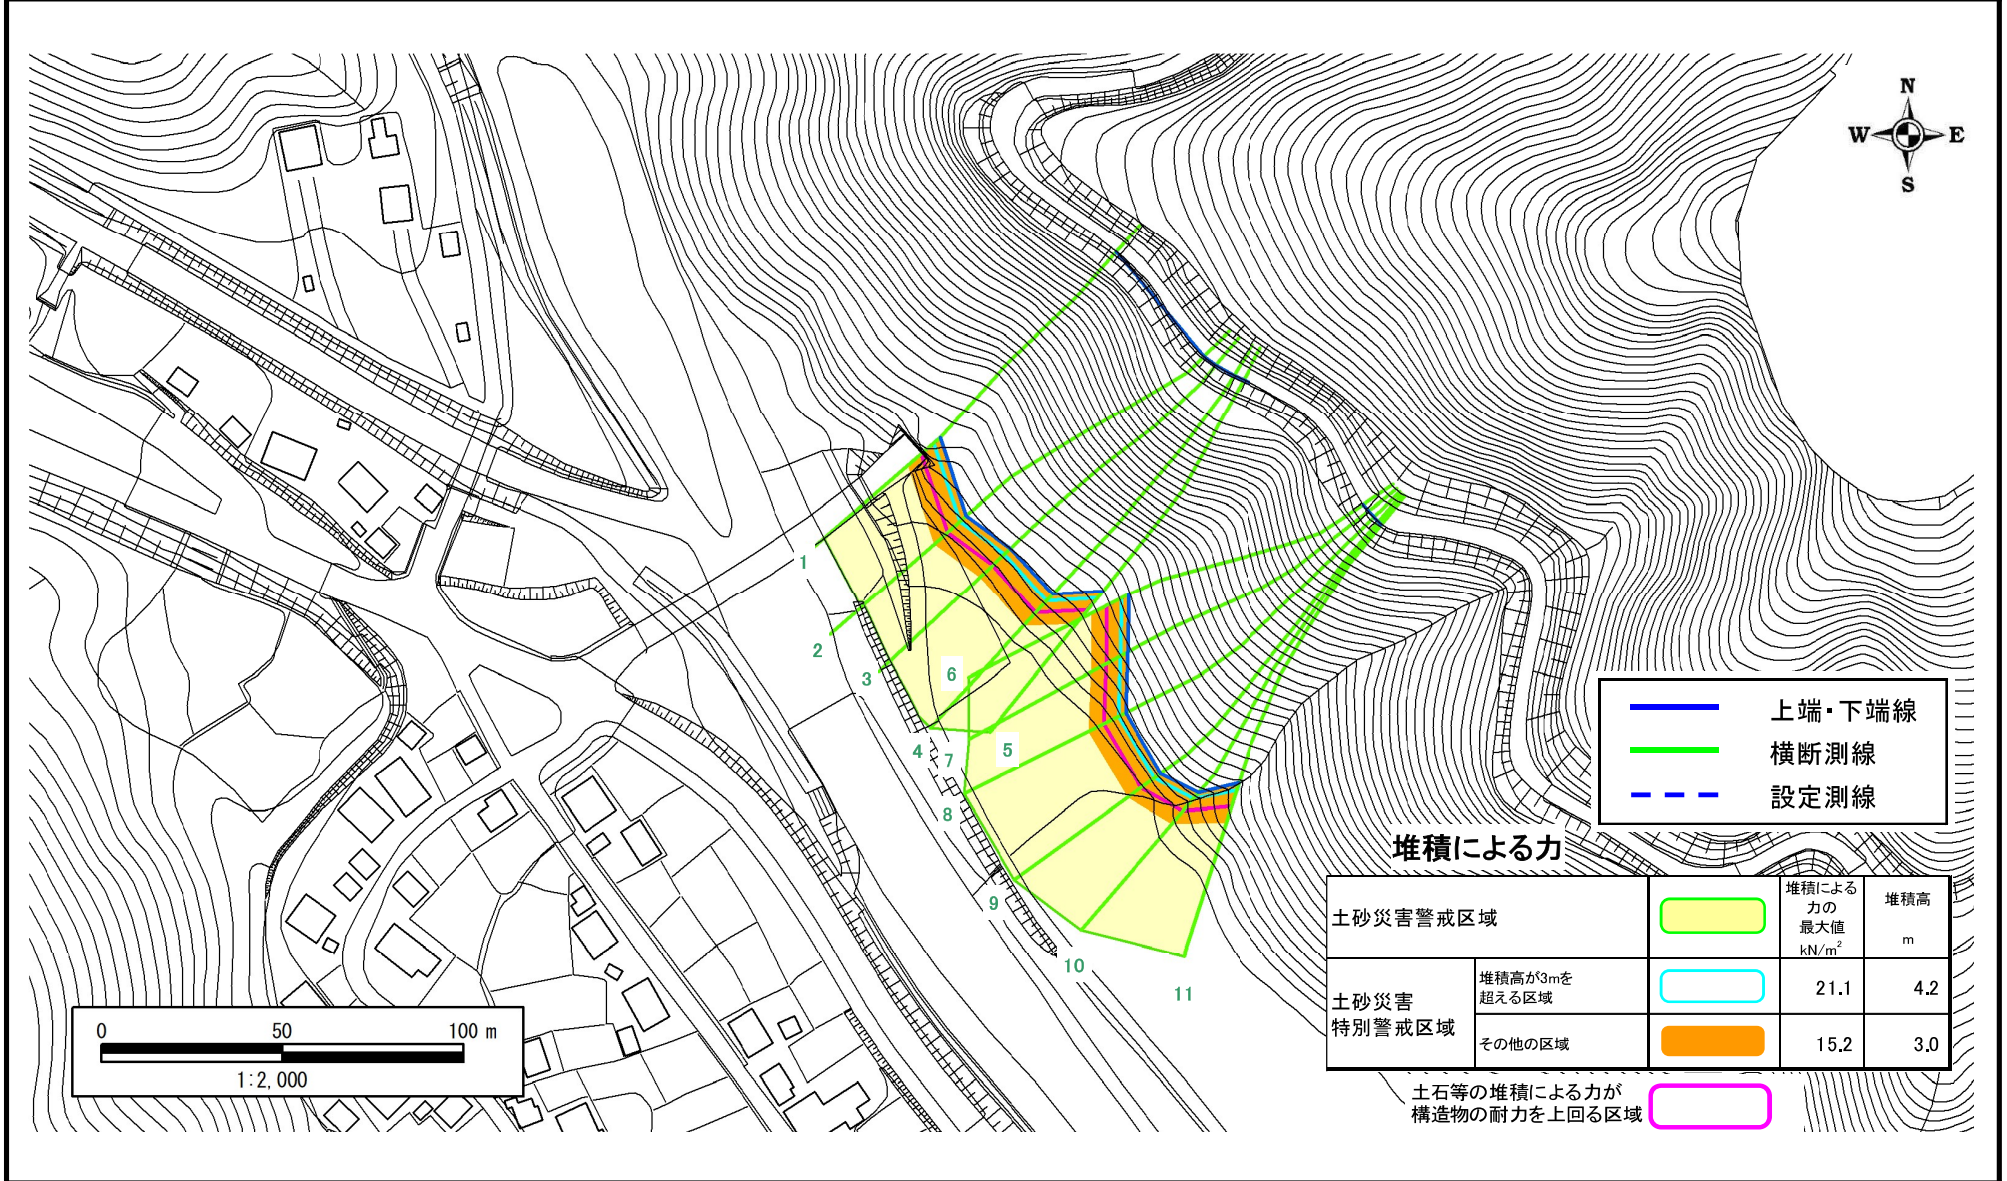 N
W E
S
1
2
3
4
5
6
7
8
9
10
11
上端・下端線
横断測線
設定測線
堆積による力
土砂災害警戒区域
堆積による
力の
最大値
kN/m²
堆積高
m
土砂災害
特別警戒区域
堆積高が3mを
超える区域
21.1
4.2
その他の区域
15.2
3.0
土石等の堆積による力が
構造物の耐力を上回る区域
0 50 100 m
1:2,000